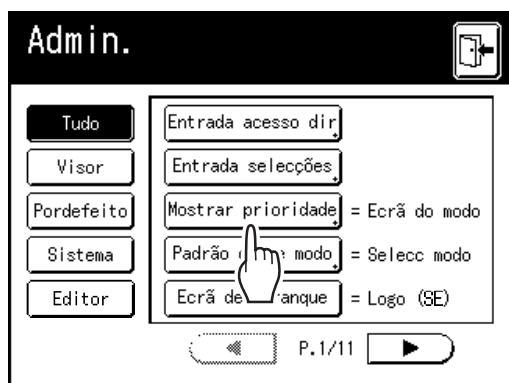 Admin.
Tudo
Visor
Pordefeito
Sistema
Editor
Entrada acesso dir
Entrada selecções
Mostrar prioridade = Ecrã do modo
Padrão modo = Selecc modo
Ecrã de = Logo (SE)
P.1/11